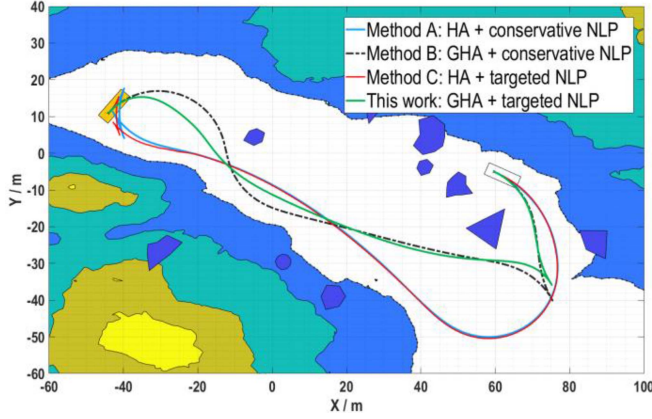 40
30
20
10
0
-10
-20
-30
-40
-50
-60
Y / m
Method A: HA + conservative NLP
Method B: GHA + conservative NLP
Method C: HA + targeted NLP
This work: GHA + targeted NLP
-60 -40 -20 0 20 40 60 80 100
X / m